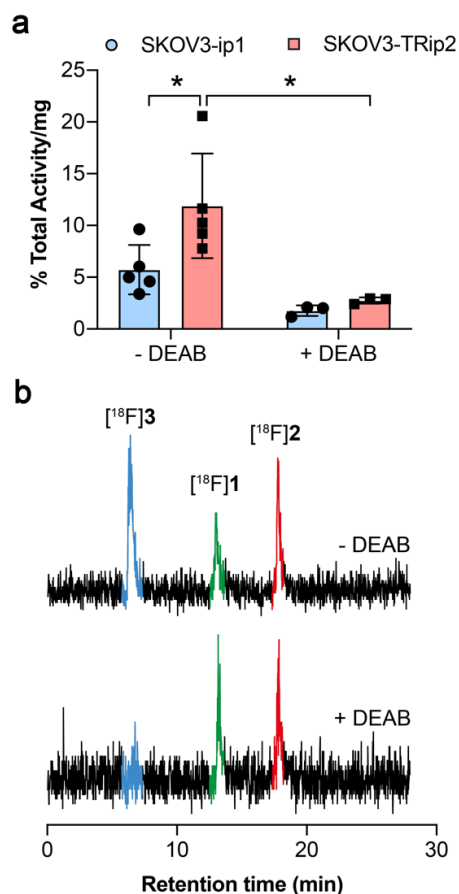 a
SKOV3-ip1 SKOV3-TRip2
% Total Activity/mg
25
20
15
10
5
0
* *
- DEAB + DEAB
b
[¹⁸F]3
[¹⁸F]1
[¹⁸F]2
- DEAB
+ DEAB
0 10 20 30
Retention time (min)